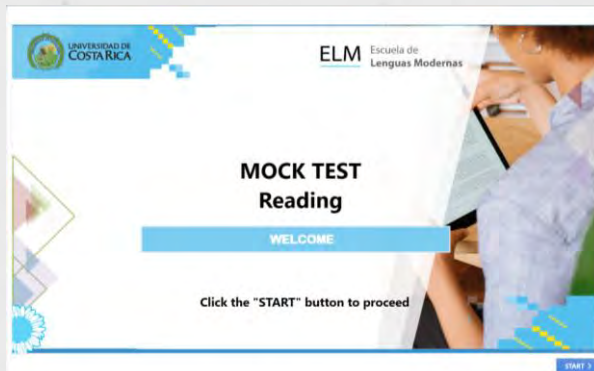 UNIVERSIDAD DE
COSTA RICA
ELM
Escuela de
Lenguas Modernas
MOCK TEST
Reading
WELCOME
Click the "START" button to proceed
START >